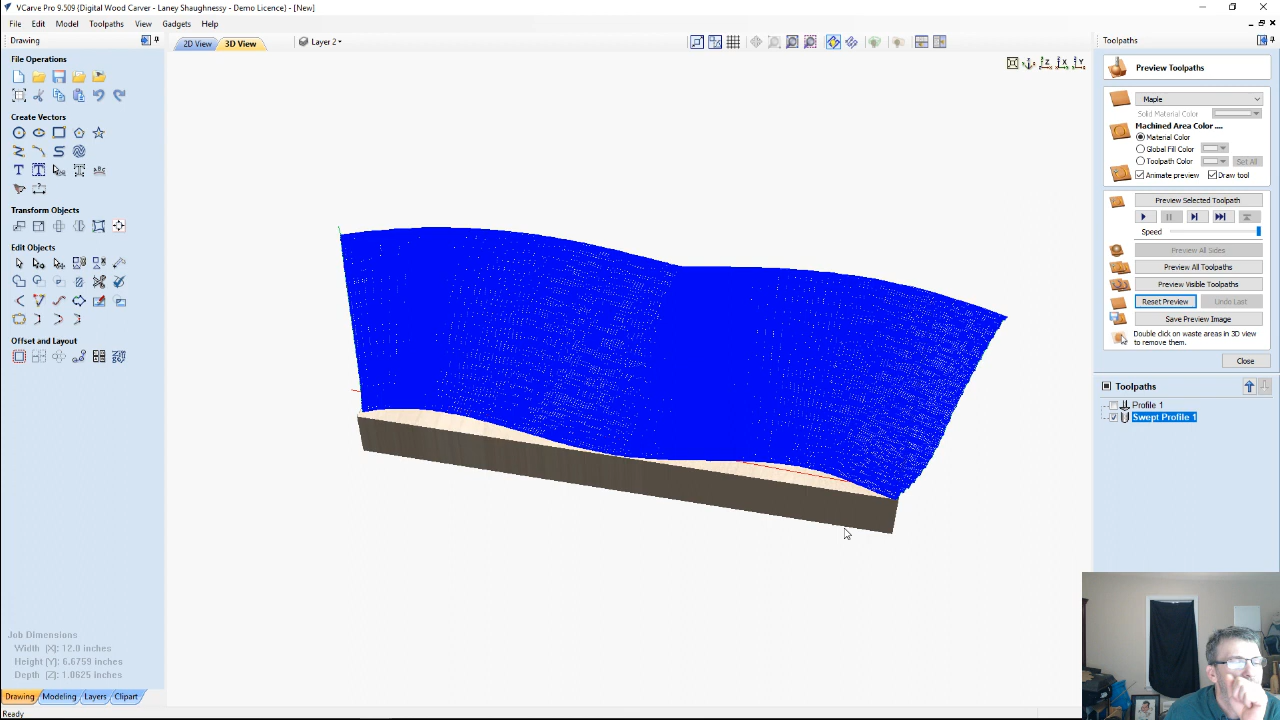 VCarve Pro 9.509 {Digital Wood Carver - Laney Shaughnessy - Demo Licence} - [New]
File Edit Model Toolpaths View Gadgets Help
Drawing
2D View
3D View
Layer 2
Toolpaths
File Operations
Create Vectors
Transform Objects
Edit Objects
Offset and Layout
Job Dimensions
Width [X]: 12.0 inches
Height [Y]: 6.6759 inches
Depth [Z]: 1.0625 inches
Drawing Modeling Layers Clipart
Ready
Preview Toolpaths
Maple
Solid Material Color
Machined Area Color ....
Material Color
Global Fill Color
Toolpath Color
Set All
Animate preview
Draw tool
Preview Selected Toolpath
Speed
Preview All Sides
Preview All Toolpaths
Preview Visible Toolpaths
Reset Preview
Undo Last
Save Preview Image
Double click on waste areas in 3D view
to remove them.
Close
Toolpaths
Profile 1
Swept Profile 1